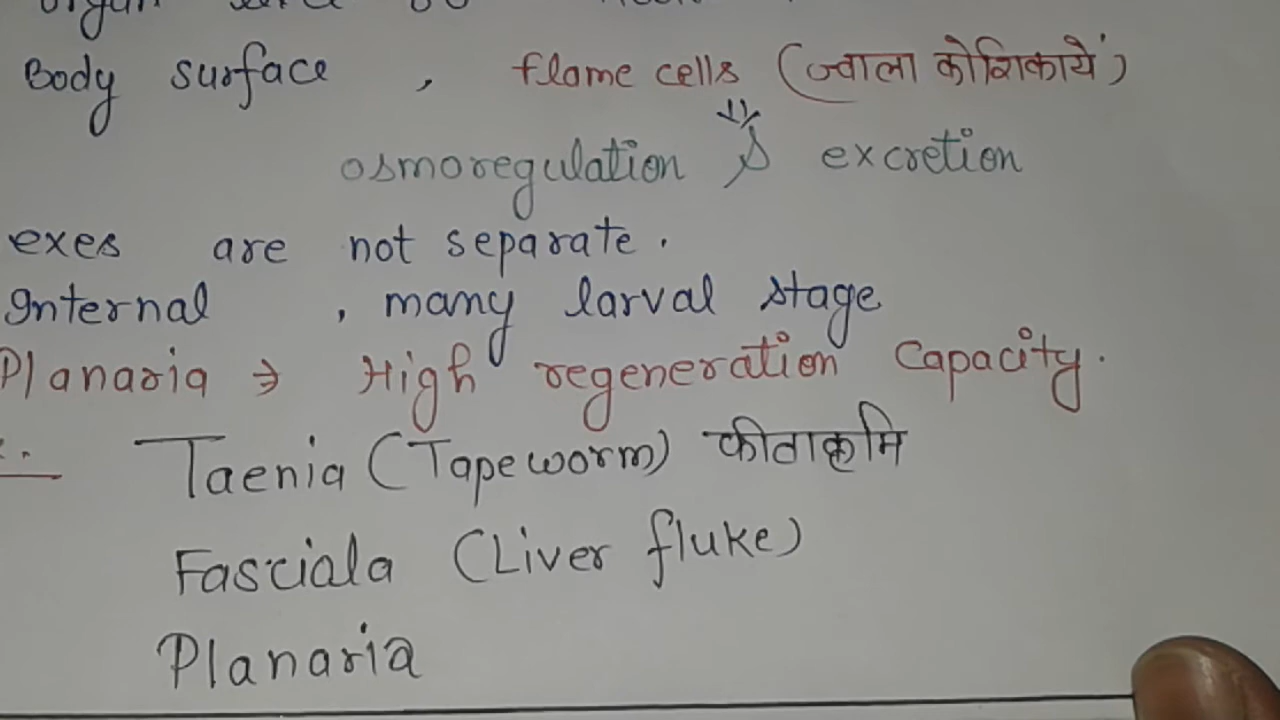 Body surface , flame cells (ज्वाला कोशिकायें)
osmoregulation & excretion
exes are not separate.
Internal , many larval stage
Planaria → High regeneration capacity.
Taenia (Tapeworm) फीताकृमि
Fasciala (Liver fluke)
Planaria